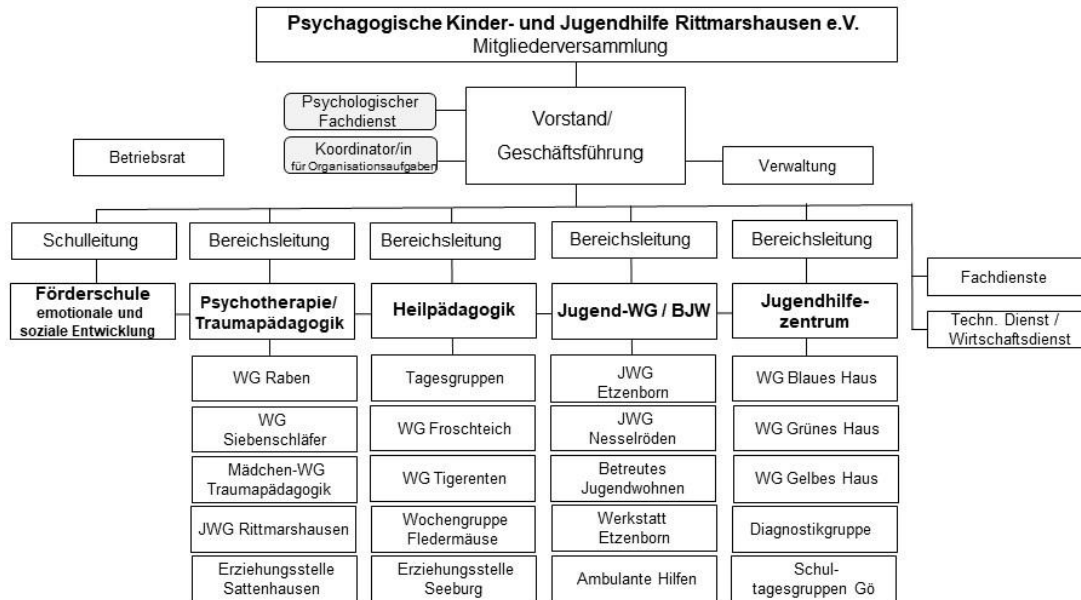 Psychagogische Kinder- und Jugendhilfe Rittmarshausen e.V.
Mitgliederversammlung
Psychologischer
Fachdienst
Koordinator/in
für Organisationsaufgaben
Vorstand/
Geschäftsführung
Betriebsrat
Verwaltung
Schulleitung
Bereichsleitung
Bereichsleitung
Bereichsleitung
Bereichsleitung
Fachdienste
Techn. Dienst /
Wirtschaftsdienst
Förderschule
emotionale und
soziale Entwicklung
Psychotherapie/
Traumapädagogik
Heilpädagogik
Jugend-WG / BJW
Jugendhilfe-
zentrum
WG Raben
Tagesgruppen
JWG
Etzenborn
WG Blaues Haus
WG
Siebenschläfer
WG Froschteich
JWG
Nesselröden
WG Grünes Haus
Mädchen-WG
Traumapädagogik
WG Tigerenten
Betreutes
Jugendwohnen
WG Gelbes Haus
JWG Rittmarshausen
Wochengruppe
Fledermäuse
Werkstatt
Etzenborn
Diagnostikgruppe
Erziehungsstelle
Sattenhausen
Erziehungsstelle
Seeburg
Ambulante Hilfen
Schul-
tagesgruppen Gö